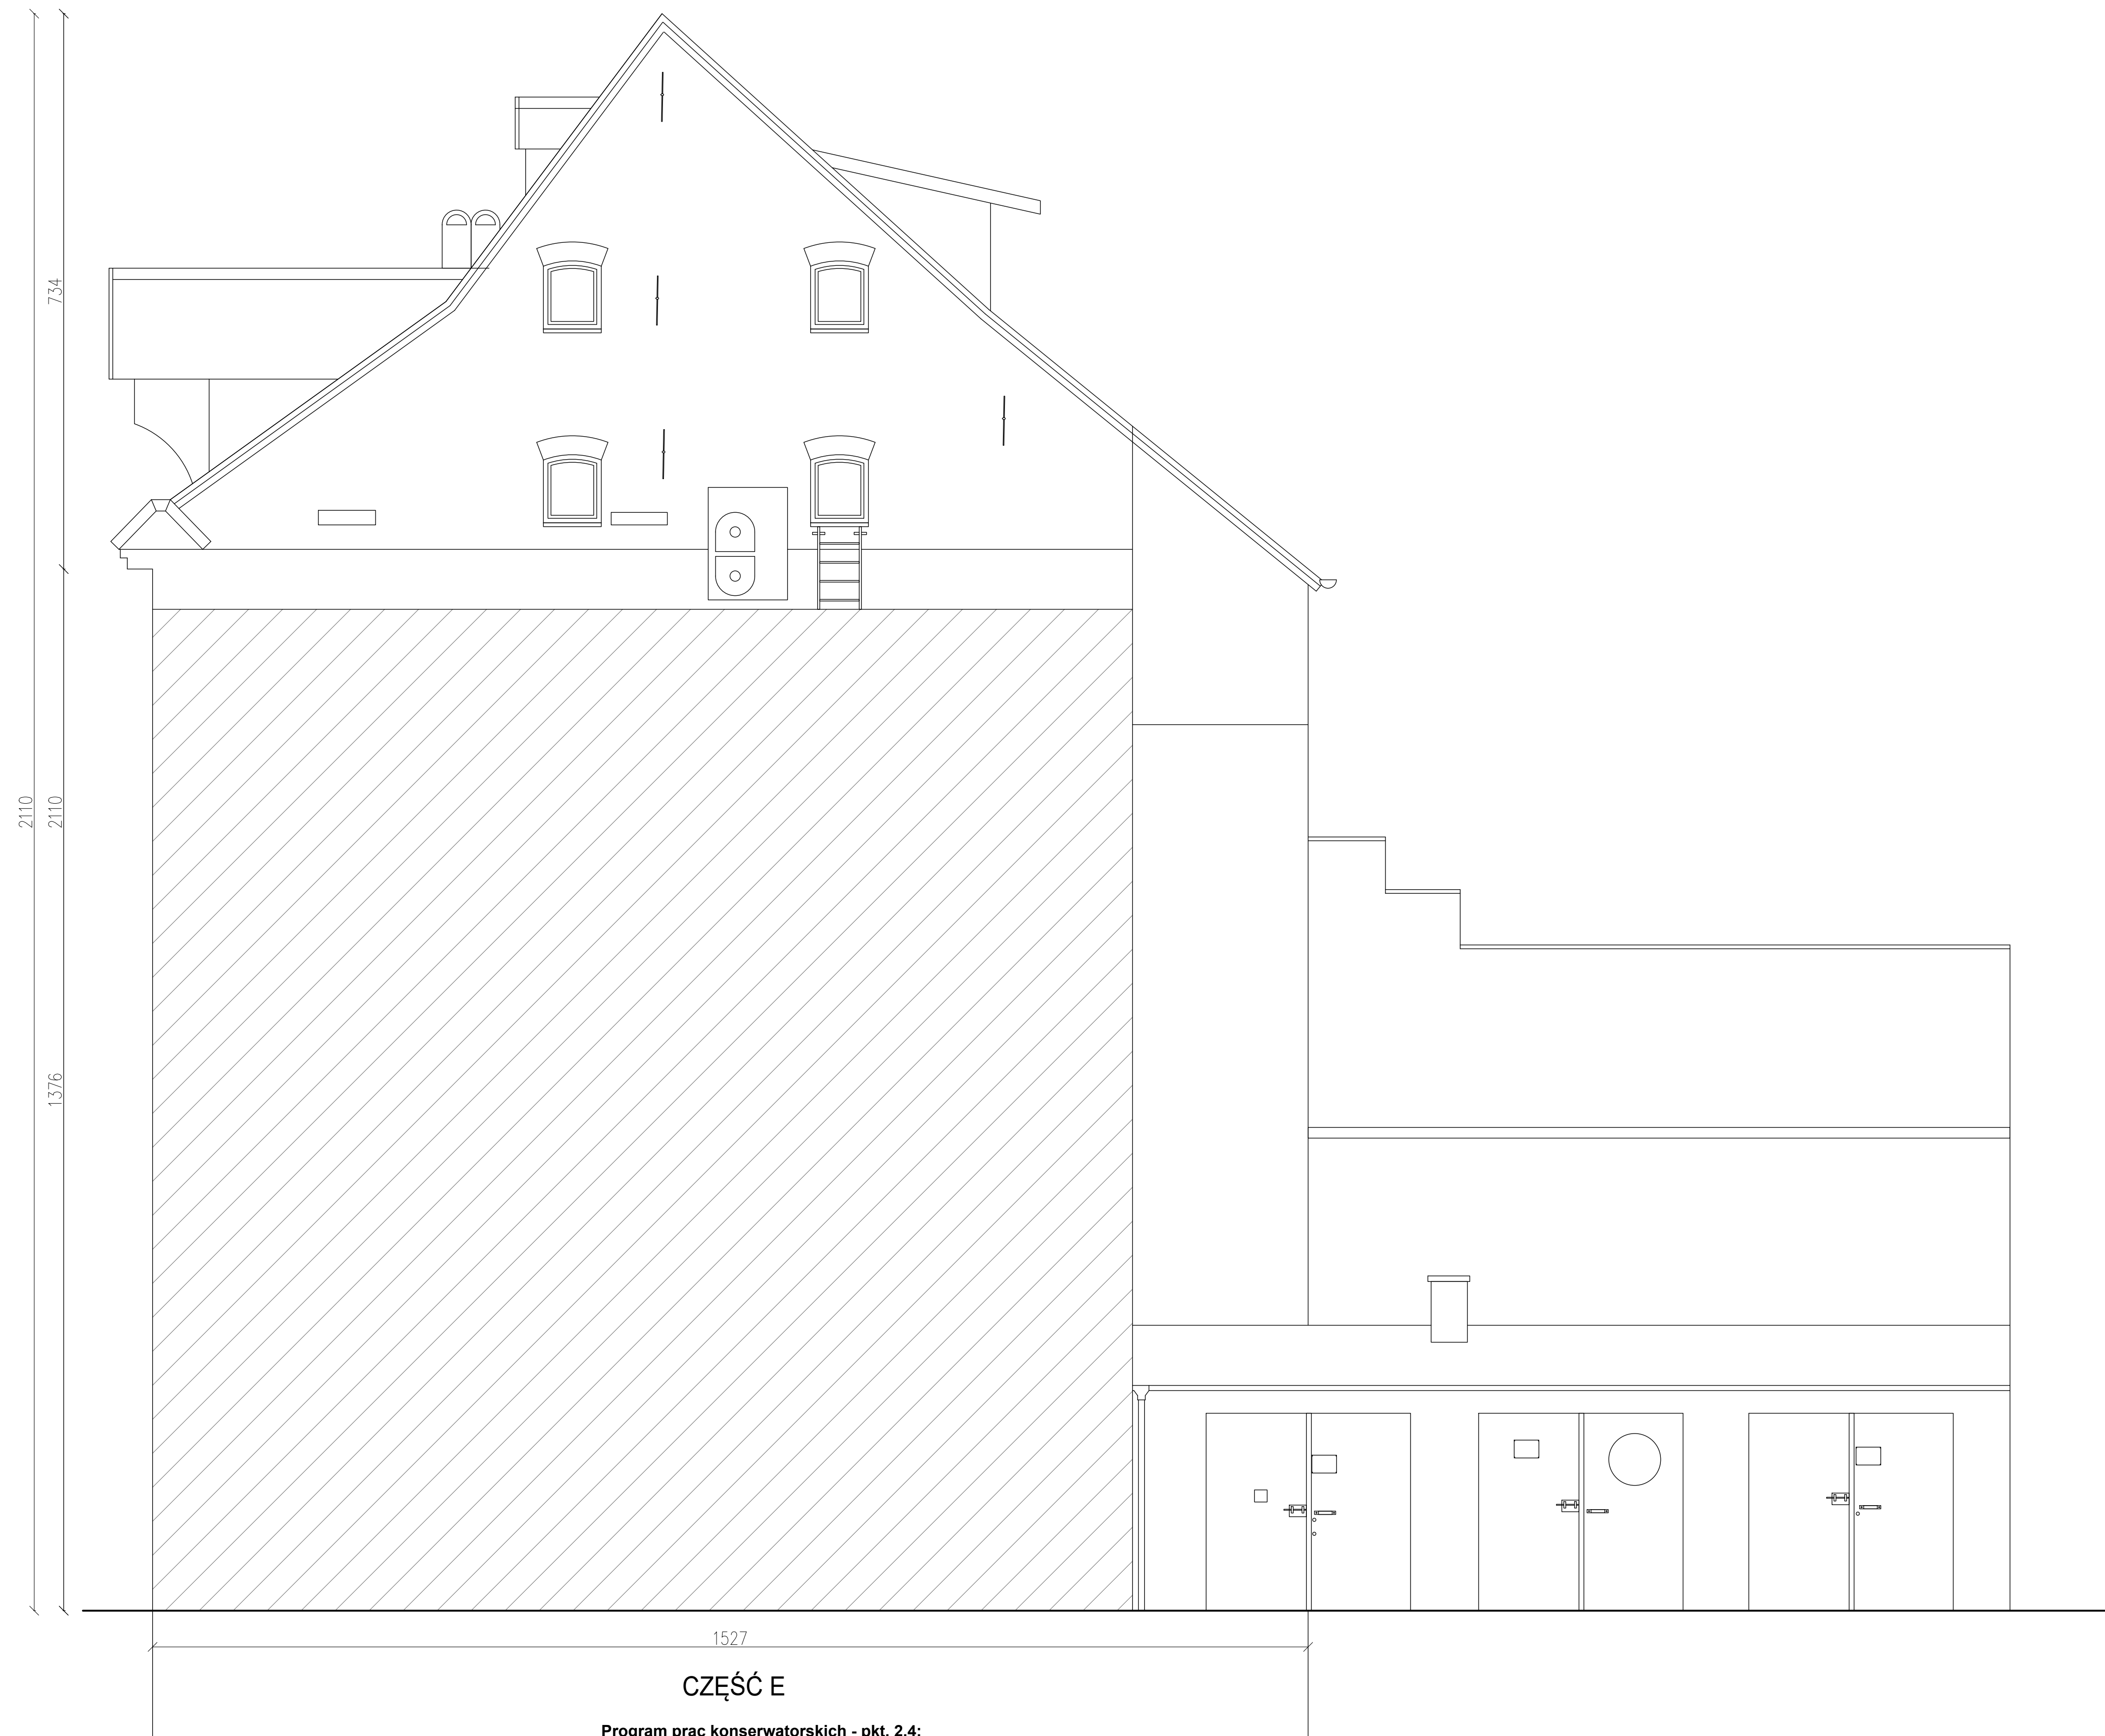 734
2110
2110
1376
1527
CZĘŚĆ E
Program prac konserwatorskich - pkt. 2.4: